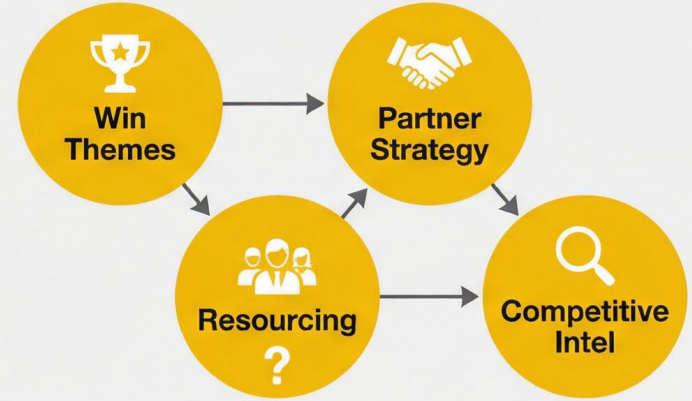 Win
Themes
Partner
Strategy
Resourcing
?
Competitive
Intel